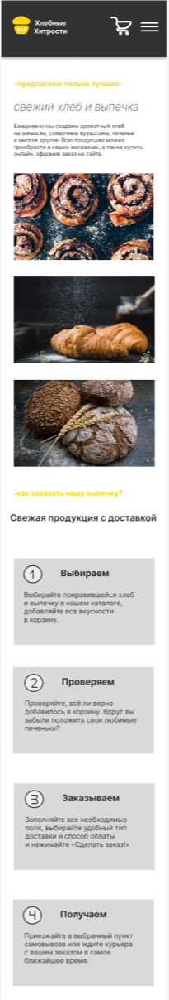 Хлебные
Хитрости
-предлагаем только лучшее:
свежий хлеб и выпечка
Ежедневно мы создаем ароматный хлеб
на закваске, сливочные круассаны, печенье
и многое другое. Всю продукцию можно
приобрести в наших магазинах, а также купить
онлайн, оформив заказ на сайте.
-как заказать нашу выпечку?
Свежая продукция с доставкой
1 Выбираем
Выбирайте понравившейся хлеб
и выпечку в нашем каталоге,
добавляйте все вкусности
в корзину.
2 Проверяем
Проверяйте, всё ли верно
добавилось в корзину. Вдруг вы
забыли положить свои любимые
печеньки?
3 Заказываем
Заполняйте все необходимые
поля, выбирайте удобный тип
доставки и способ оплаты
и нажимайте «Сделать заказ!»
4 Получаем
Приезжайте в выбранный пункт
самовывоза или ждите курьера
с вашим заказом в самое
ближайшее время.